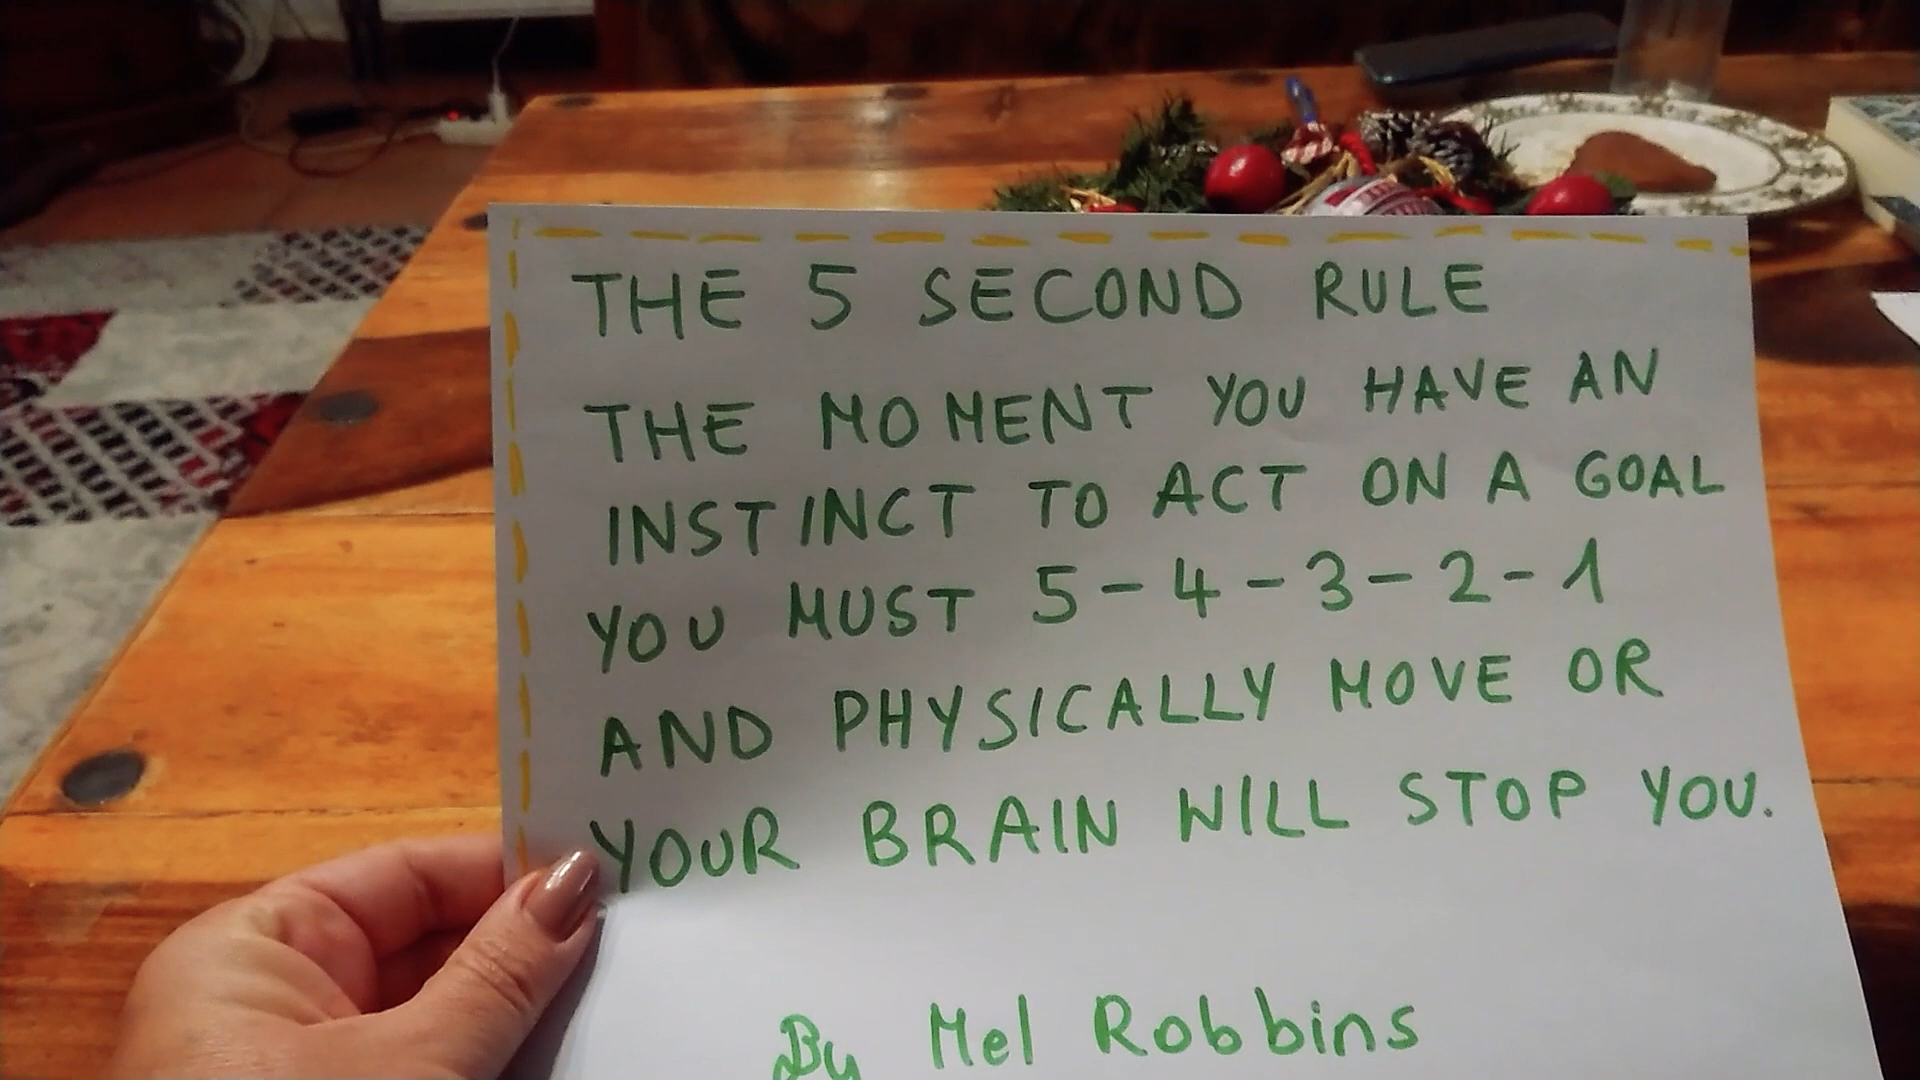 THE 5 SECOND RULE
THE MOMENT YOU HAVE AN
INSTINCT TO ACT ON A GOAL
YOU MUST 5-4-3-2-1
AND PHYSICALLY MOVE OR
YOUR BRAIN WILL STOP YOU.
By Mel Robbins